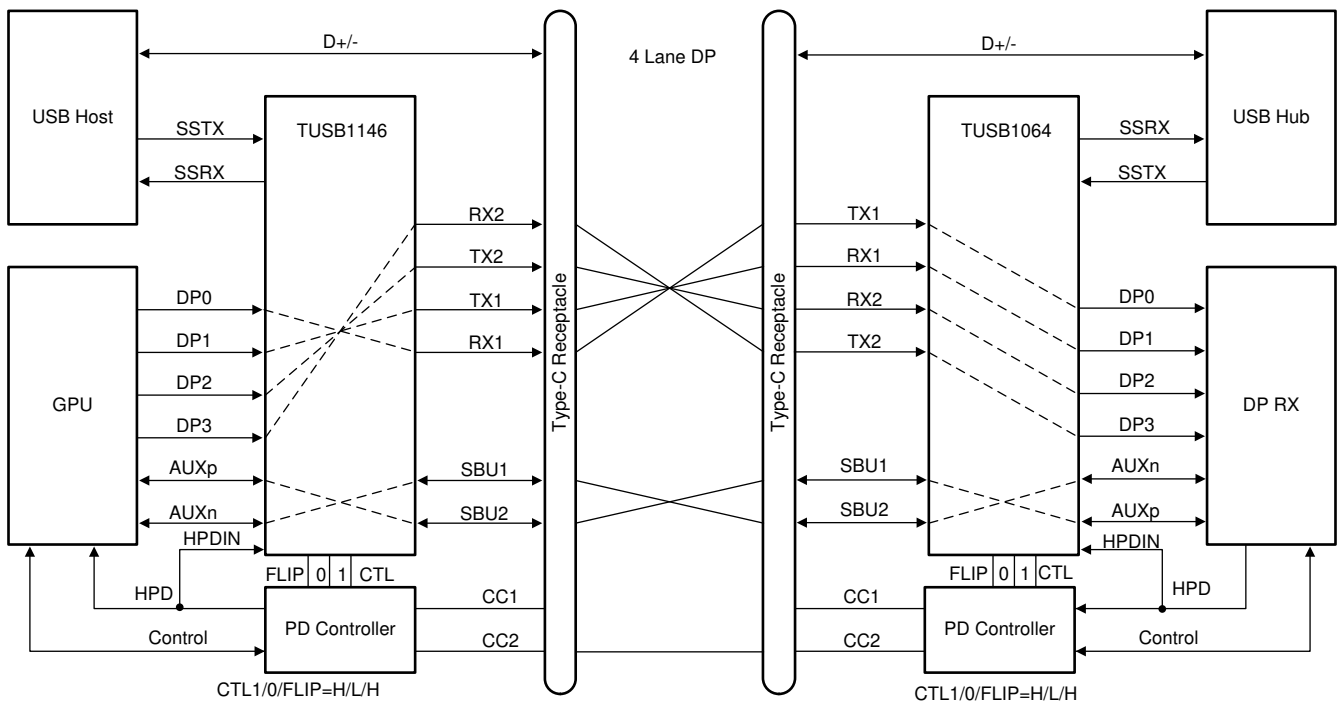 D+/-
4 Lane DP
D+/-
USB Host
TUSB1146
TUSB1064
USB Hub
SSTX
SSRX
SSRX
SSTX
RX2
TX2
TX1
RX1
Type-C Receptacle
Type-C Receptacle
TX1
RX1
RX2
TX2
GPU
DP0
DP1
DP2
DP3
AUXp
AUXn
HPDIN
SBU1
SBU2
SBU1
SBU2
DP0
DP1
DP2
DP3
AUXn
AUXp
HPDIN
DP RX
FLIP 0 1 CTL
FLIP 0 1 CTL
HPD
Control
PD Controller
CC1
CC2
CC1
CC2
PD Controller
HPD
Control
CTL1/0/FLIP=H/L/H
CTL1/0/FLIP=H/L/H